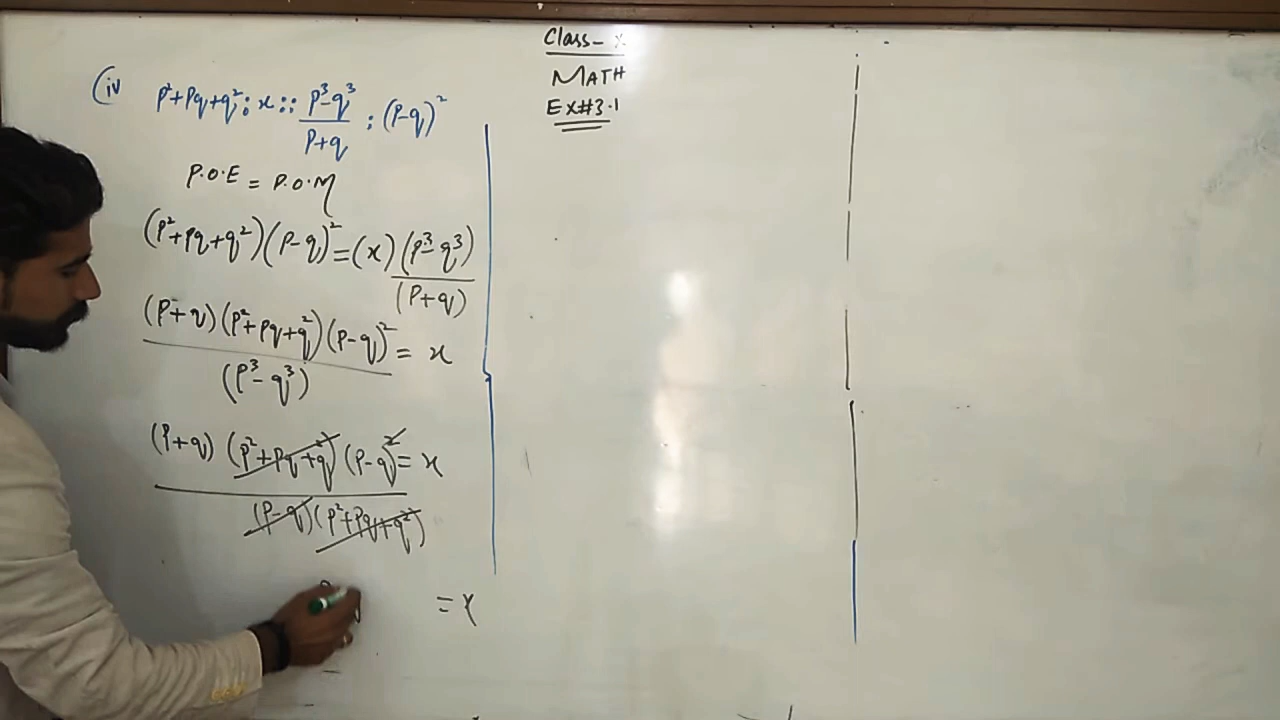 Class- X
MATH
EX#3.1
(iv p²+pq+q² : x :: p³-q³/p+q : (p-q)²
P.O.E = P.O.M
(p²+pq+q²)(p-q)² = (x) (p³-q³)/(p+q)
(p+q)(p²+pq+q²)(p-q)²/(p³-q³) = x
(p+q)(p²+pq+q²)(p-q)²/(p-q)(p²+pq+q²) = x
= x